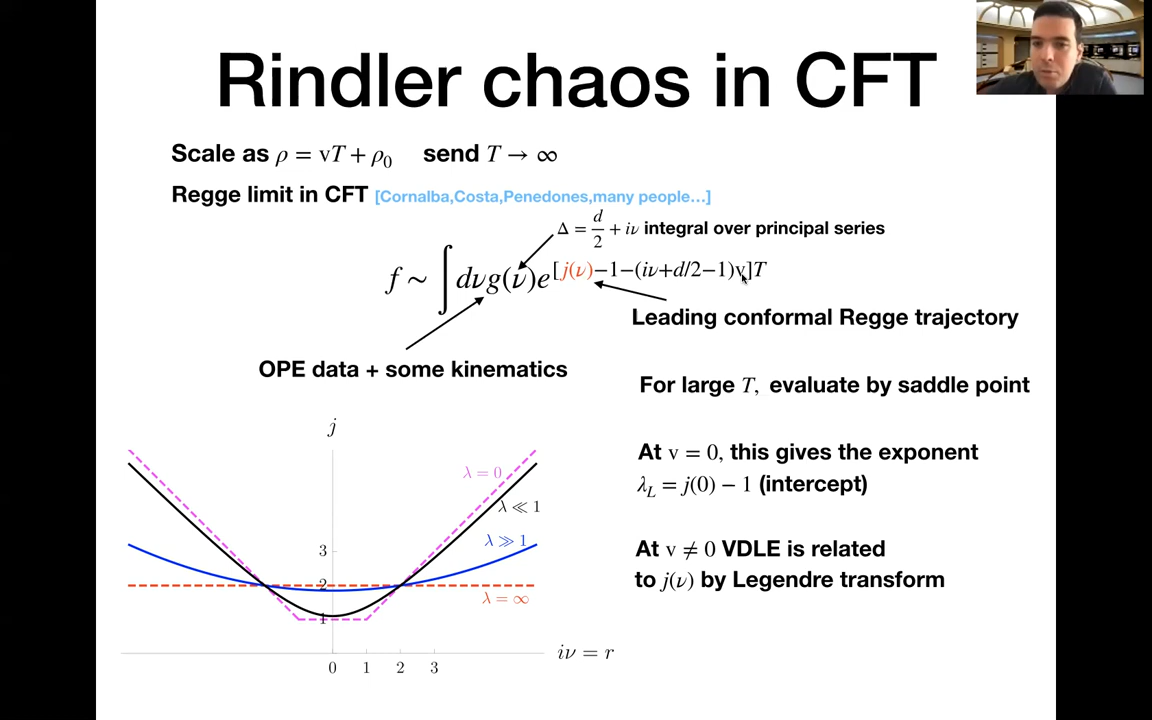 Rindler chaos in CFT
Scale as ρ = vT + ρ₀ send T → ∞
Regge limit in CFT [Cornalba,Costa,Penedones,many people…]
Δ = d/2 + iν integral over principal series
f ∼ ∫ dνg(ν)e^[j(ν)−1−(iν+d/2−1)v]T
Leading conformal Regge trajectory
OPE data + some kinematics
For large T, evaluate by saddle point
At v = 0, this gives the exponent
λ_L = j(0) − 1 (intercept)
At v ≠ 0 VDLE is related
to j(ν) by Legendre transform
j
λ = 0
λ ≪ 1
λ ≫ 1
λ = ∞
3
2
1
0 1 2 3
iν = r